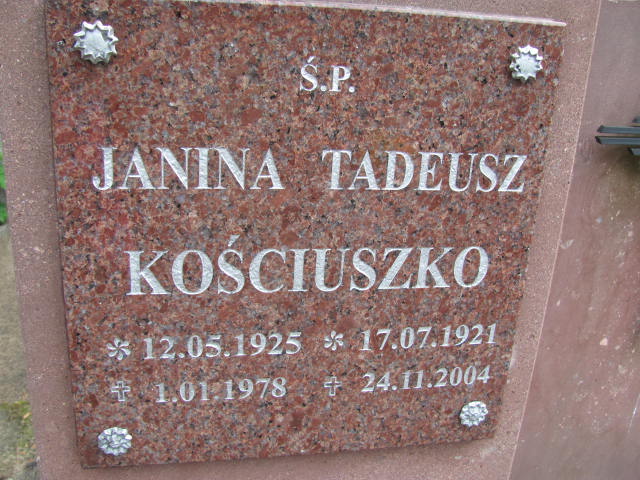 Ś.P.
JANINA TADEUSZ
KOŚCIUSZKO
* 12.05.1925 * 17.07.1921
✝ 1.01.1978 ✝ 24.11.2004